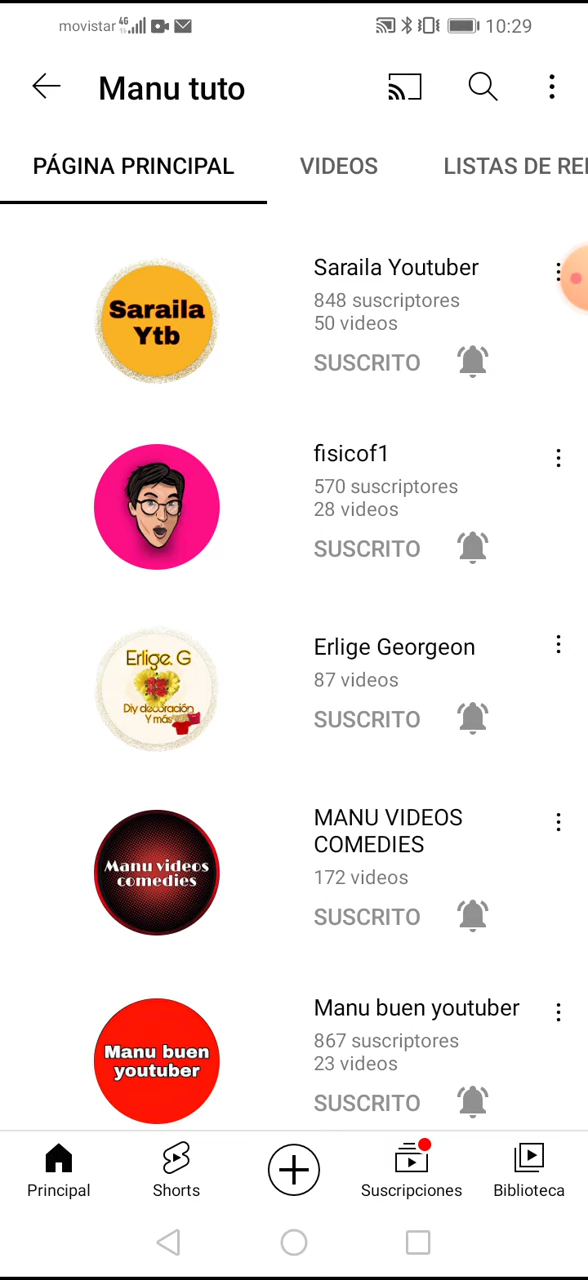 movistar 4G 10:29
Manu tuto
PÁGINA PRINCIPAL VIDEOS LISTAS DE RE
Saraila
Ytb
Saraila Youtuber
848 suscriptores
50 videos
SUSCRITO
fisicof1
570 suscriptores
28 videos
SUSCRITO
Erlige. G
Diy decoración
Y más
Erlige Georgeon
87 videos
SUSCRITO
Manu videos
comedies
MANU VIDEOS
COMEDIES
172 videos
SUSCRITO
Manu buen
youtuber
Manu buen youtuber
867 suscriptores
23 videos
SUSCRITO
Principal Shorts Suscripciones Biblioteca